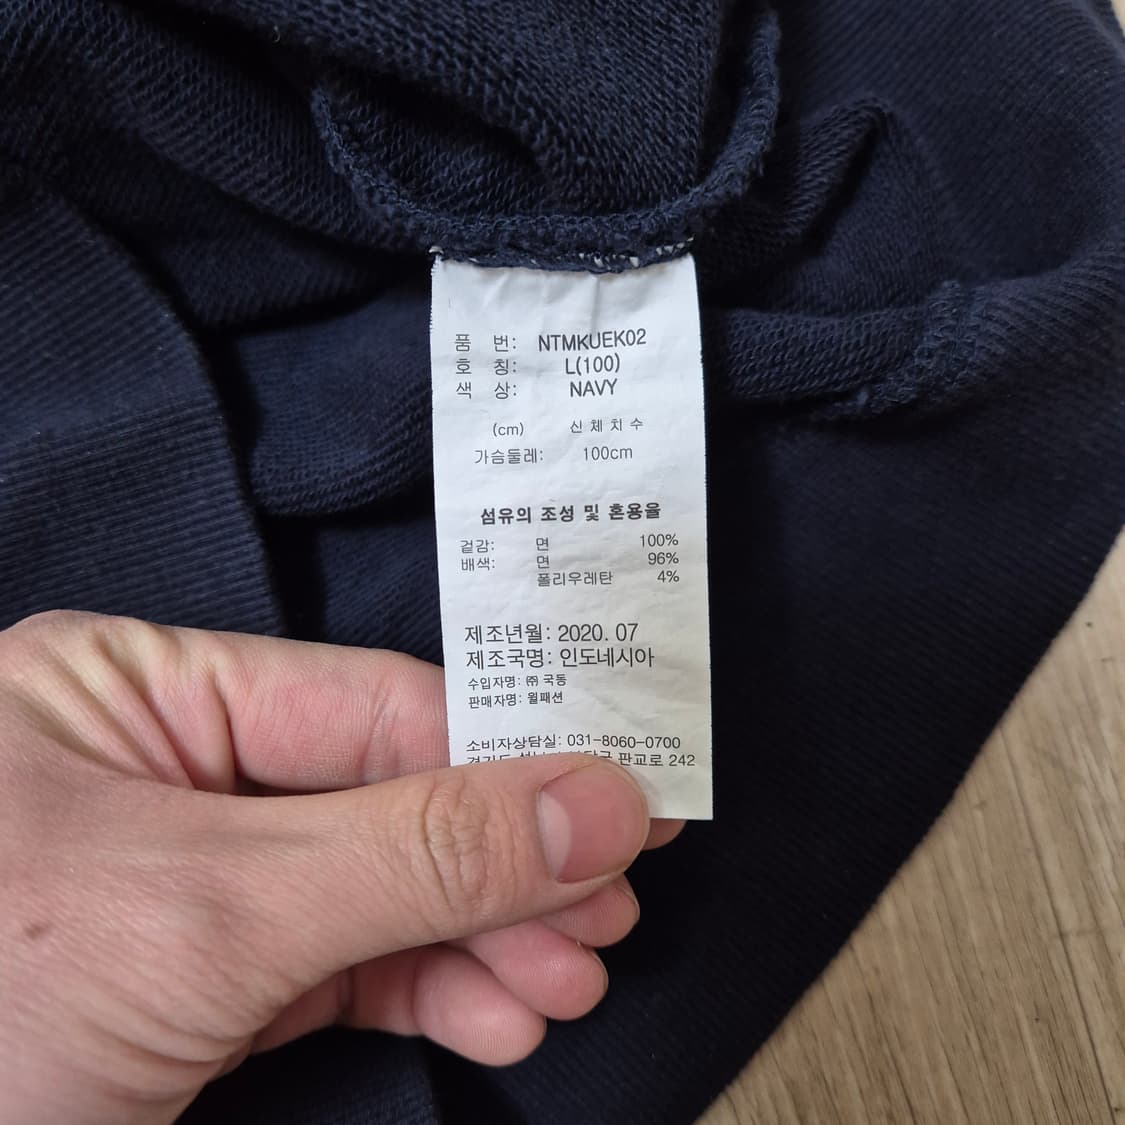 품 번: NTMKUEK02
호 칭: L(100)
색 상: NAVY
(cm) 신체치수
가슴둘레: 100cm
섬유의 조성 및 혼용율
겉감: 면 100%
배색: 면 96%
폴리우레탄 4%
제조년월: 2020. 07
제조국명: 인도네시아
수입자명: ㈜ 국동
판매자명: 월패션
소비자상담실: 031-8060-0700
판교로 242